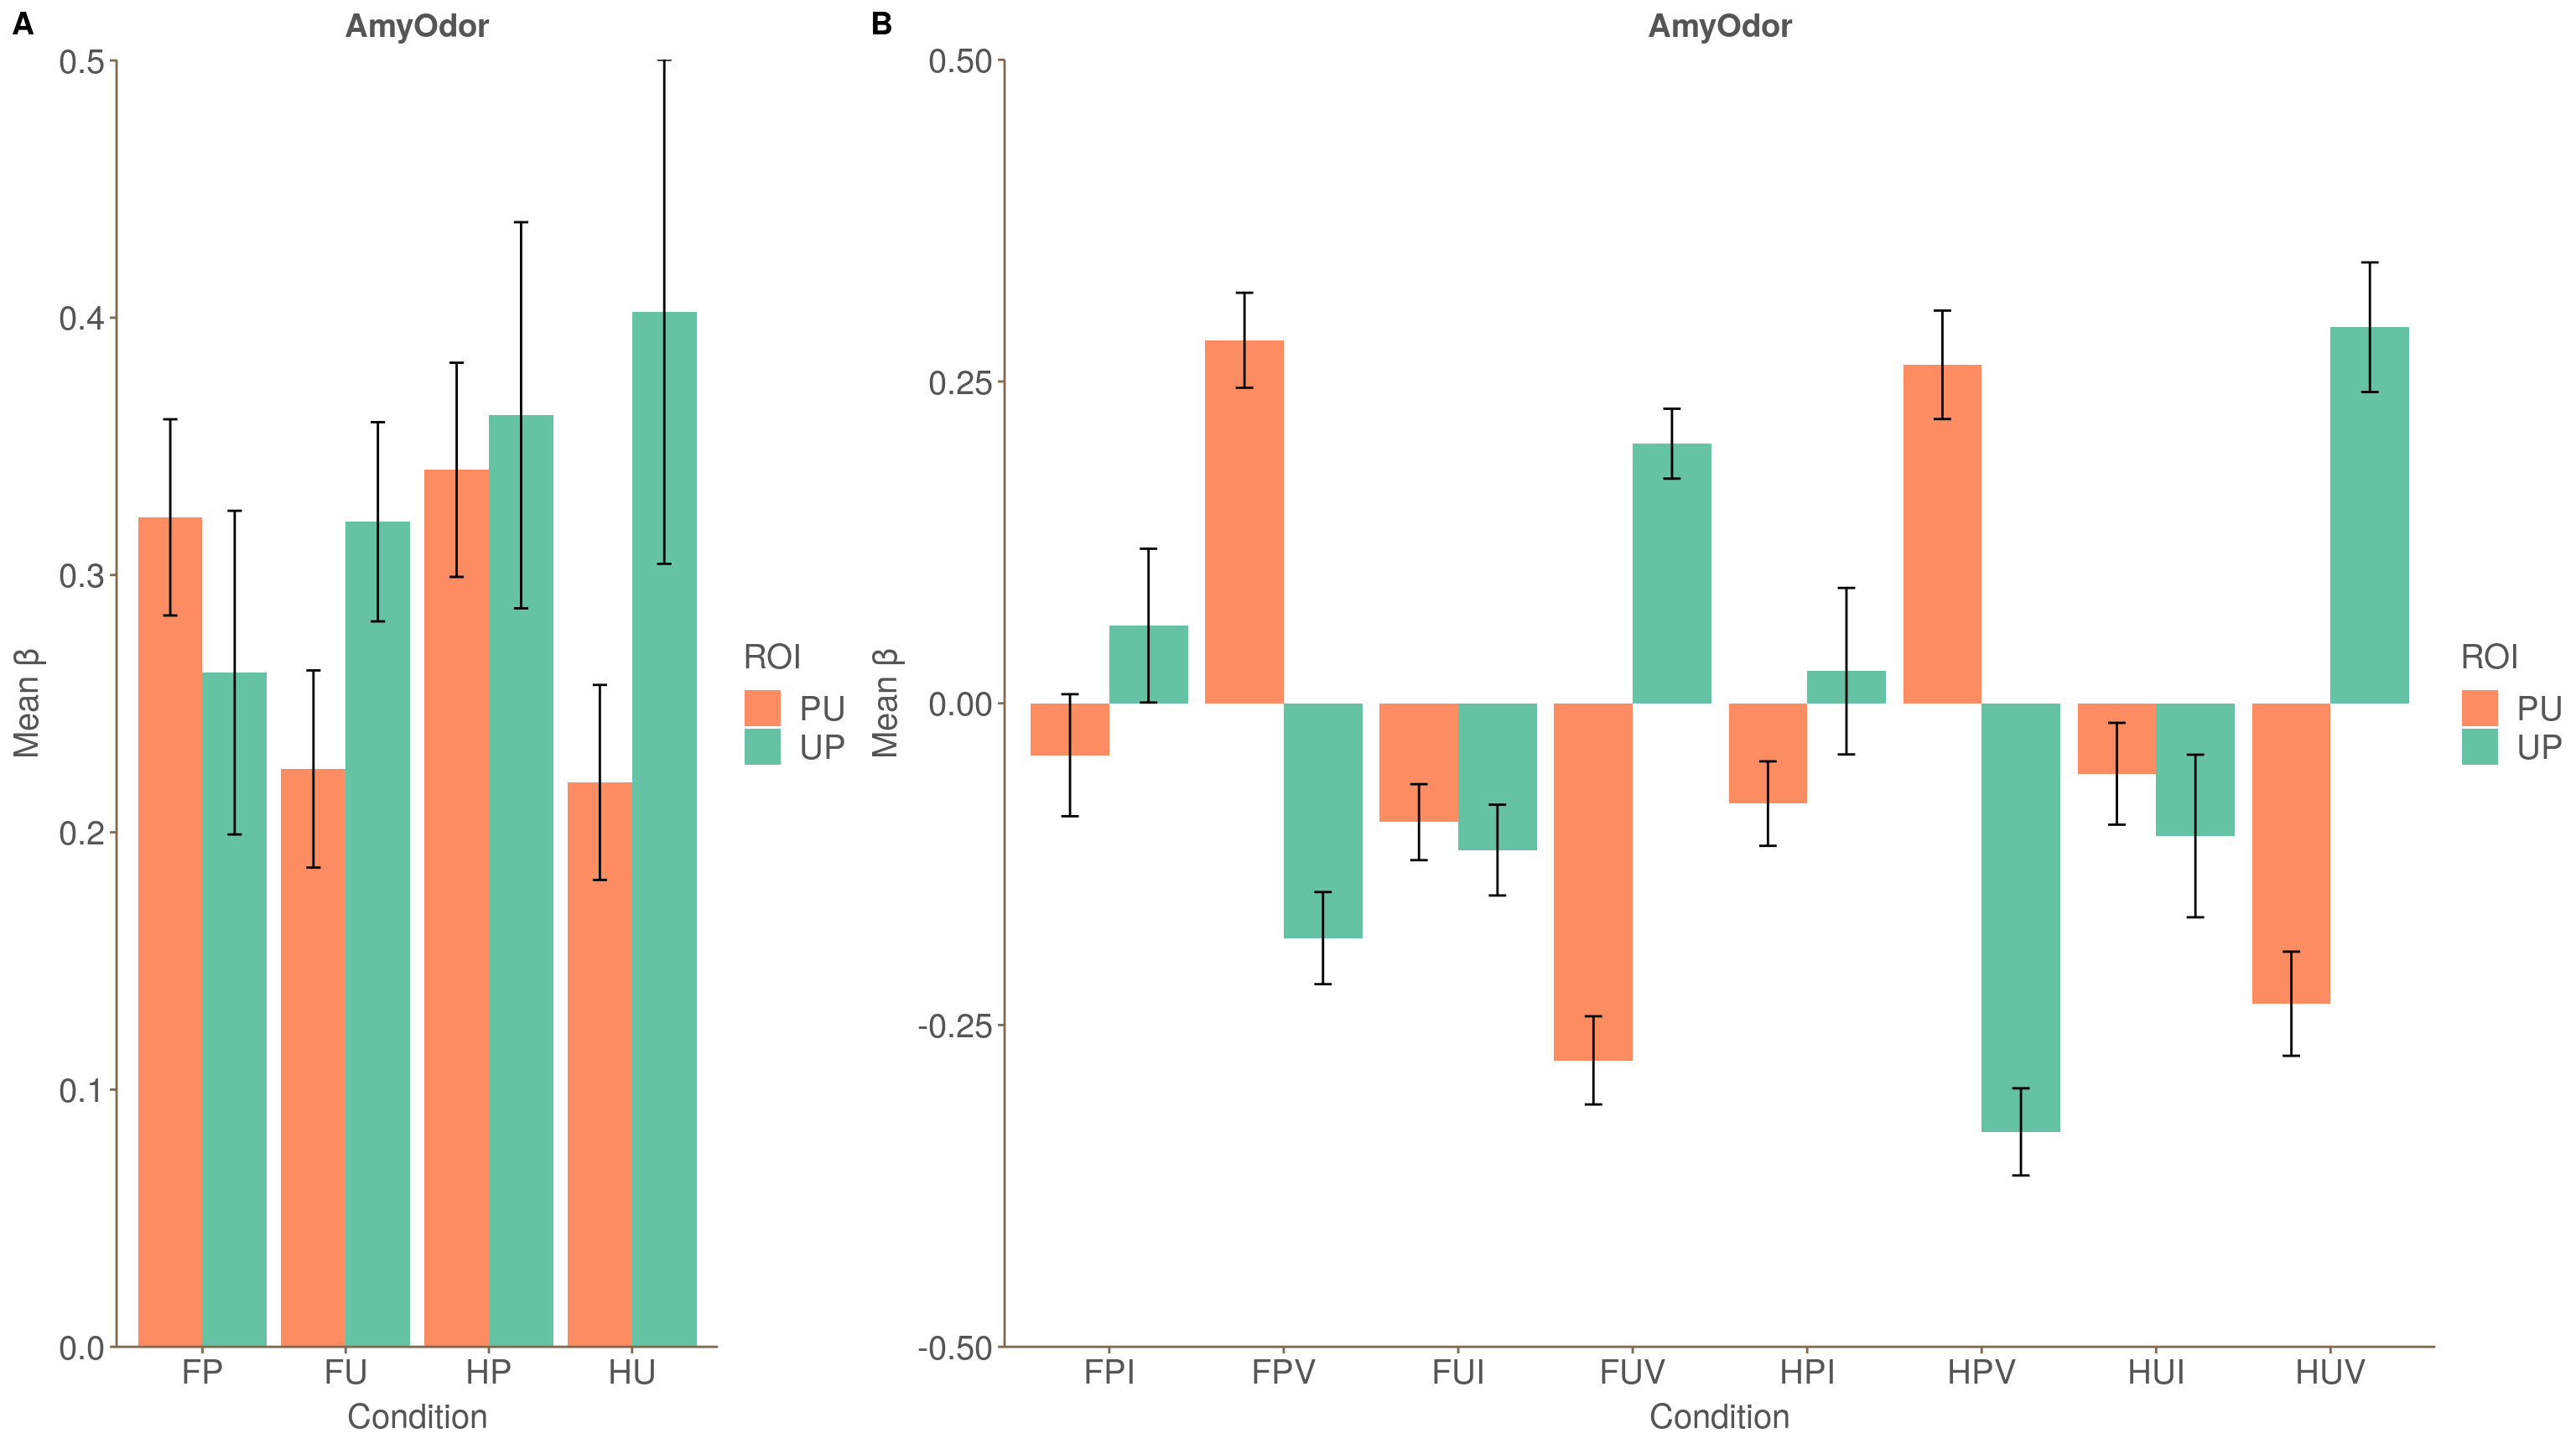 A
AmyOdor
0.5
0.4
0.3
0.2
0.1
0.0
Mean β
FP
FU
HP
HU
Condition
ROI
PU
UP
B
AmyOdor
0.50
0.25
0.00
-0.25
-0.50
Mean β
FPI
FPV
FUI
FUV
HPI
HPV
HUI
HUV
Condition
ROI
PU
UP